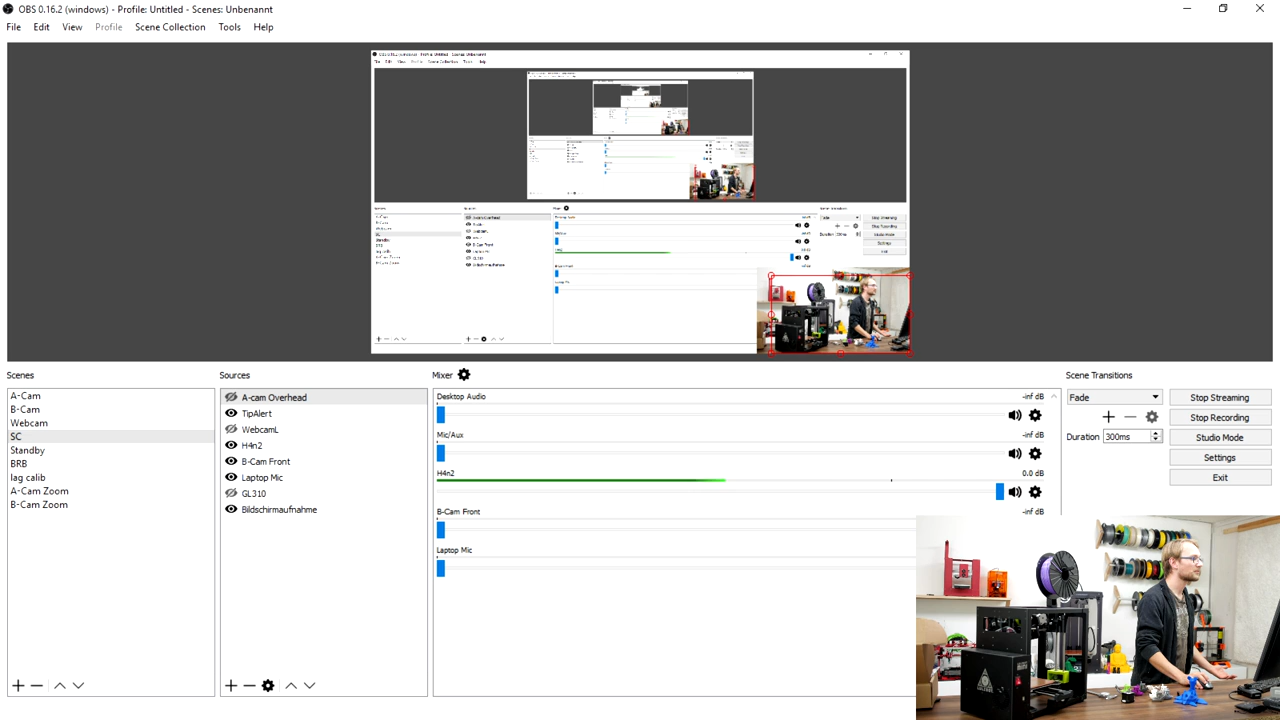 OBS 0.16.2 (windows) - Profile: Untitled - Scenes: Unbenannt
File Edit View Profile Scene Collection Tools Help
Scenes
A-Cam
B-Cam
Webcam
SC
Standby
BRB
lag calib
A-Cam Zoom
B-Cam Zoom
Sources
A-cam Overhead
TipAlert
WebcamL
H4n2
B-Cam Front
Laptop Mic
GL310
Bildschirmaufnahme
Mixer
Desktop Audio -inf dB
Mic/Aux -inf dB
H4n2 0.0 dB
B-Cam Front -inf dB
Laptop Mic
Scene Transitions
Fade
Duration 300ms
Stop Streaming
Stop Recording
Studio Mode
Settings
Exit